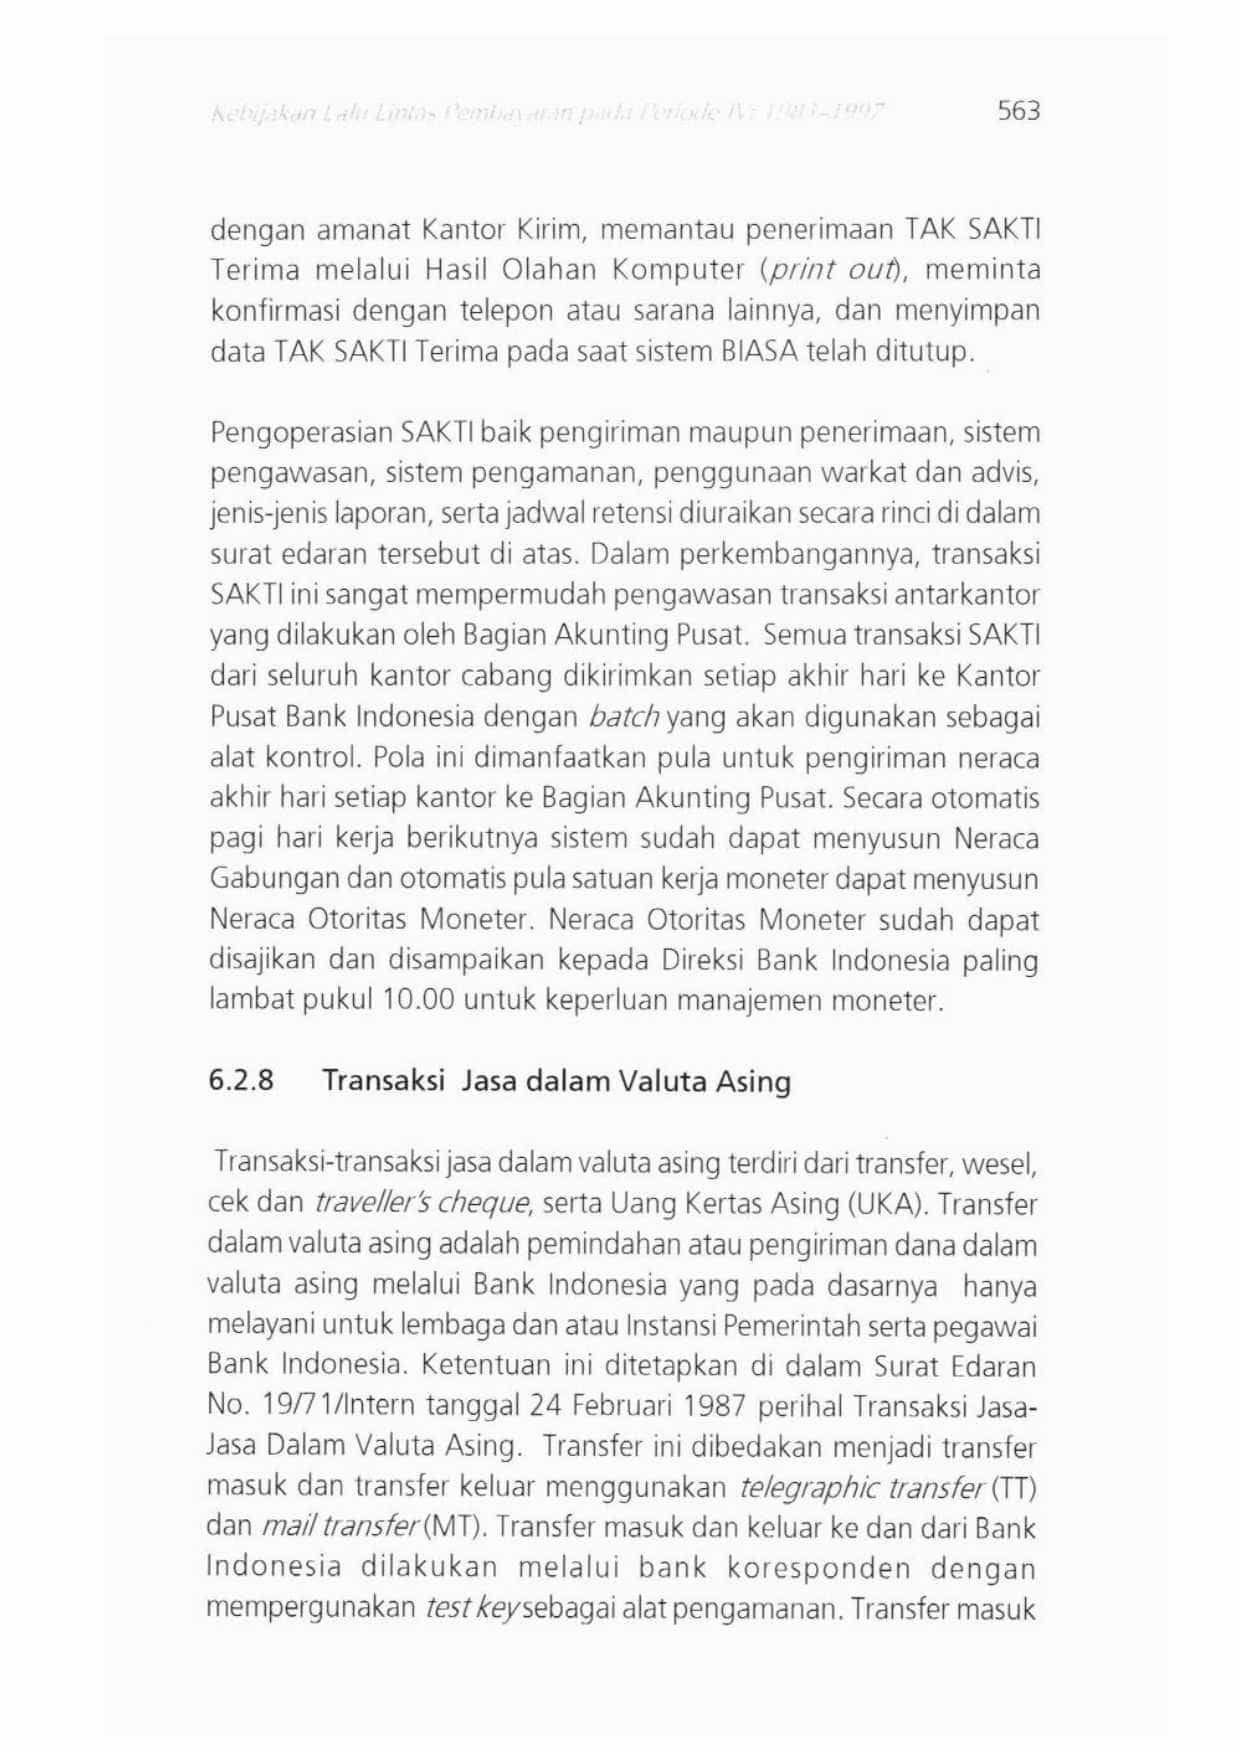 Kebijakan Lalu Lintas Pembayaran pada Periode IV: 1983–1997 563
dengan amanat Kantor Kirim, memantau penerimaan TAK SAKTI
Terima melalui Hasil Olahan Komputer (print out), meminta
konfirmasi dengan telepon atau sarana lainnya, dan menyimpan
data TAK SAKTI Terima pada saat sistem BIASA telah ditutup.
Pengoperasian SAKTI baik pengiriman maupun penerimaan, sistem
pengawasan, sistem pengamanan, penggunaan warkat dan advis,
jenis-jenis laporan, serta jadwal retensi diuraikan secara rinci di dalam
surat edaran tersebut di atas. Dalam perkembangannya, transaksi
SAKTI ini sangat mempermudah pengawasan transaksi antarkantor
yang dilakukan oleh Bagian Akunting Pusat. Semua transaksi SAKTI
dari seluruh kantor cabang dikirimkan setiap akhir hari ke Kantor
Pusat Bank Indonesia dengan batch yang akan digunakan sebagai
alat kontrol. Pola ini dimanfaatkan pula untuk pengiriman neraca
akhir hari setiap kantor ke Bagian Akunting Pusat. Secara otomatis
pagi hari kerja berikutnya sistem sudah dapat menyusun Neraca
Gabungan dan otomatis pula satuan kerja moneter dapat menyusun
Neraca Otoritas Moneter. Neraca Otoritas Moneter sudah dapat
disajikan dan disampaikan kepada Direksi Bank Indonesia paling
lambat pukul 10.00 untuk keperluan manajemen moneter.
6.2.8 Transaksi Jasa dalam Valuta Asing
Transaksi-transaksi jasa dalam valuta asing terdiri dari transfer, wesel,
cek dan traveller's cheque, serta Uang Kertas Asing (UKA). Transfer
dalam valuta asing adalah pemindahan atau pengiriman dana dalam
valuta asing melalui Bank Indonesia yang pada dasarnya hanya
melayani untuk lembaga dan atau Instansi Pemerintah serta pegawai
Bank Indonesia. Ketentuan ini ditetapkan di dalam Surat Edaran
No. 19/71/Intern tanggal 24 Februari 1987 perihal Transaksi Jasa-
Jasa Dalam Valuta Asing. Transfer ini dibedakan menjadi transfer
masuk dan transfer keluar menggunakan telegraphic transfer (TT)
dan mail transfer (MT). Transfer masuk dan keluar ke dan dari Bank
Indonesia dilakukan melalui bank koresponden dengan
mempergunakan test key sebagai alat pengamanan. Transfer masuk